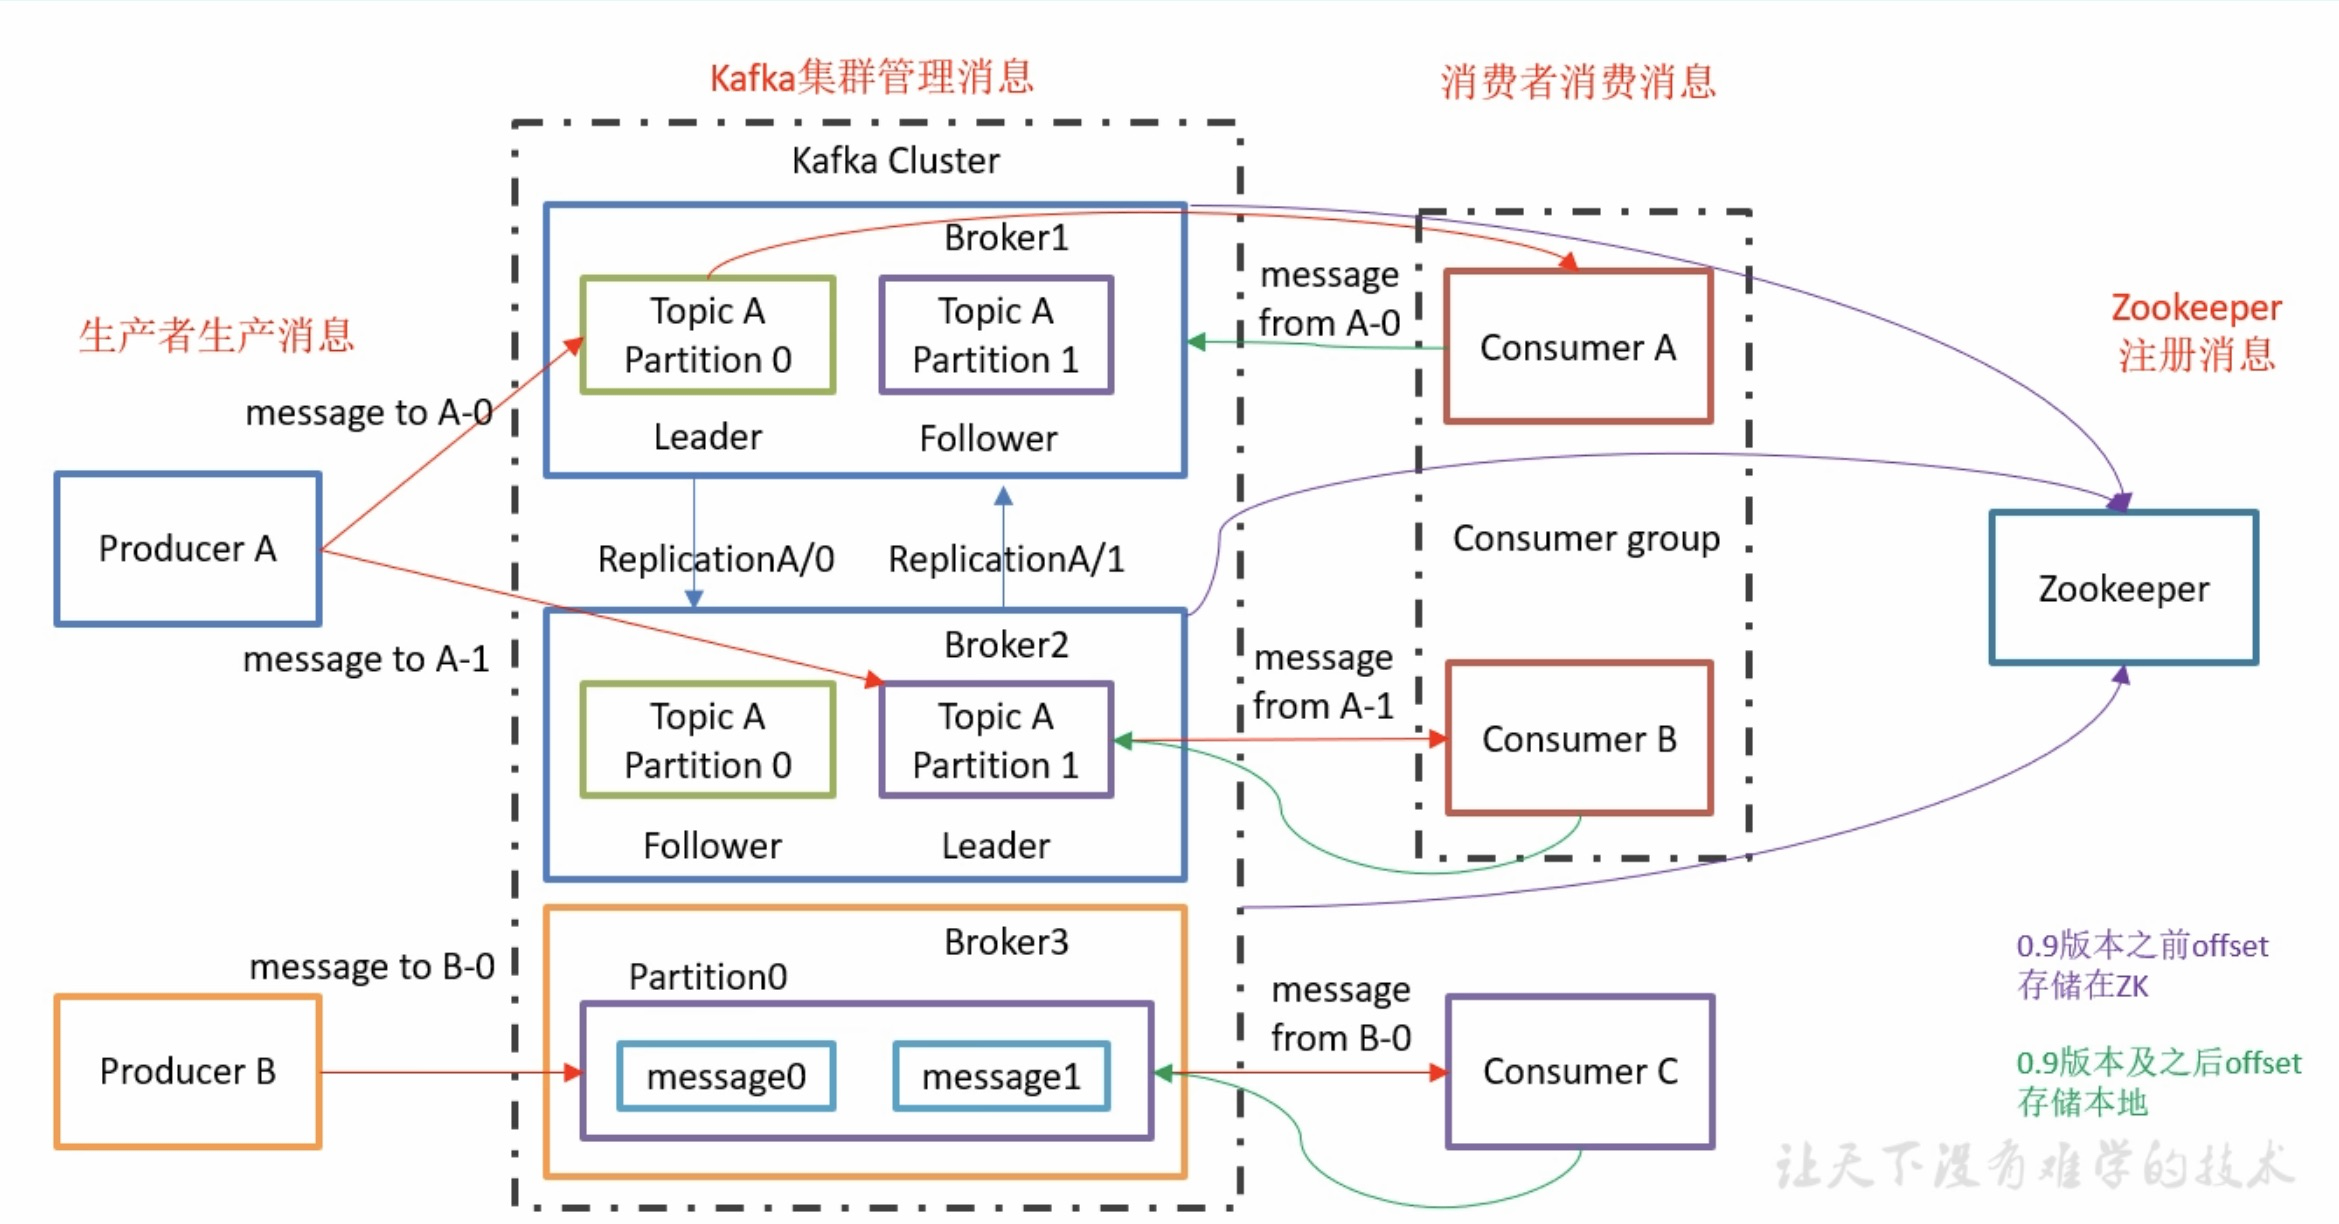 Kafka集群管理消息
消费者消费消息
Kafka Cluster
Broker1
Topic A
Partition 0
Topic A
Partition 1
Leader
Follower
message
from A-0
Consumer A
生产者生产消息
message to A-0
Zookeeper
注册消息
Producer A
ReplicationA/0
ReplicationA/1
Consumer group
Zookeeper
message to A-1
Broker2
Topic A
Partition 0
Topic A
Partition 1
Follower
Leader
message
from A-1
Consumer B
message to B-0
Broker3
Partition0
message0
message1
Producer B
message
from B-0
Consumer C
0.9版本之前offset
存储在ZK
0.9版本及之后offset
存储本地
让天下没有难学的技术